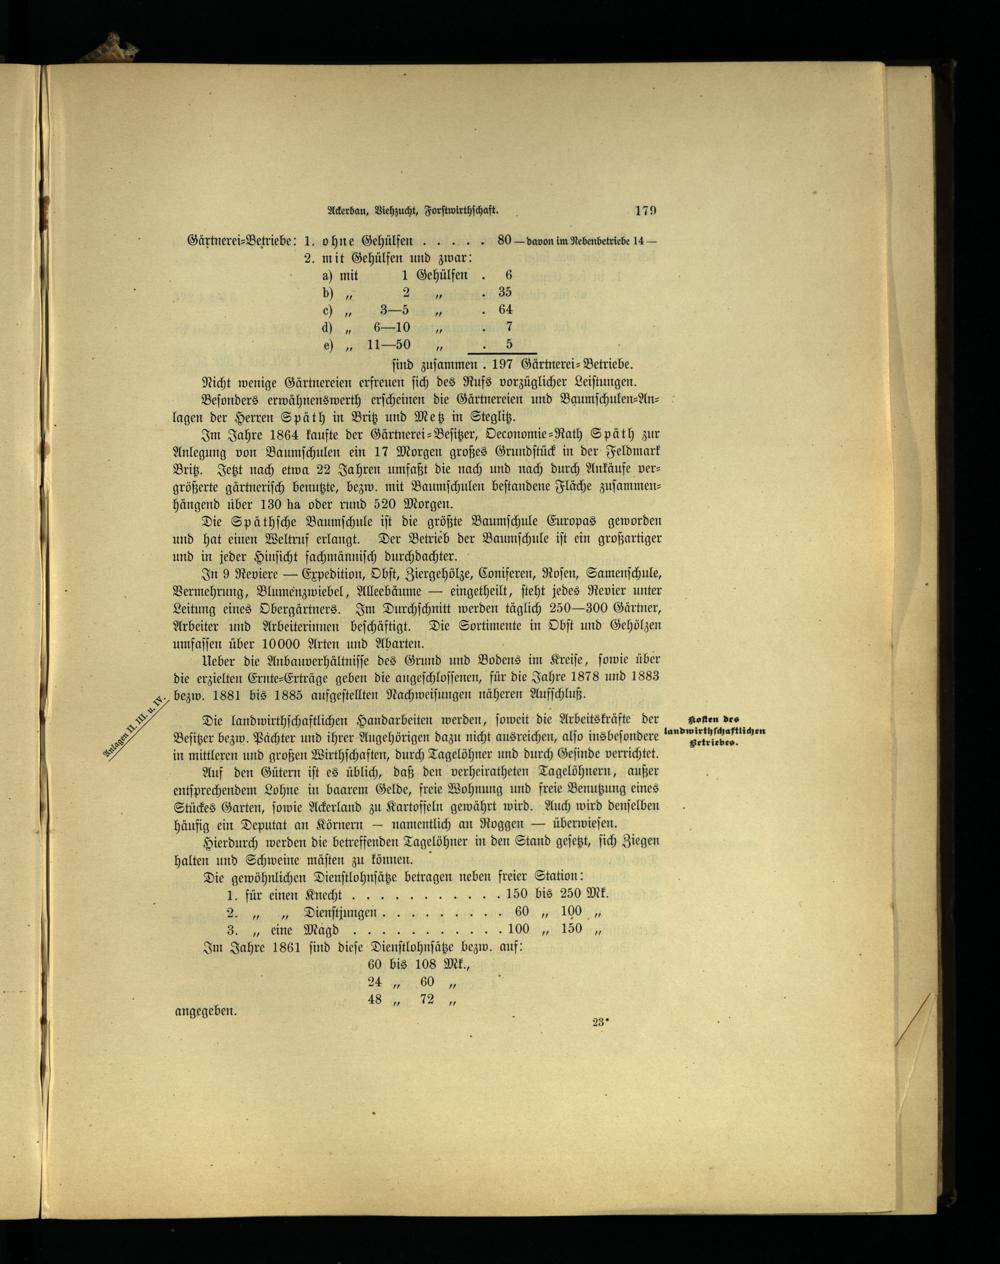 Ackerbau, Viehzucht, Forstwirthschaft. 179
Gärtnerei=Betriebe: 1. ohne Gehülfen . . . . . 80 — davon im Nebenbetriebe 14 —
2. mit Gehülfen und zwar:
a) mit 1 Gehülfen . 6
b) „ 2 „ . 35
c) „ 3—5 „ . 64
d) „ 6—10 „ . 7
e) „ 11—50 „ . 5
sind zusammen . 197 Gärtnerei=Betriebe.
Nicht wenige Gärtnereien erfreuen sich des Rufs vorzüglicher Leistungen.
Besonders erwähnenswerth erscheinen die Gärtnereien und Baumschulen=An=
lagen der Herren Späth in Britz und Metz in Steglitz.
Im Jahre 1864 kaufte der Gärtnerei=Besitzer, Oeconomie=Rath Späth zur
Anlegung von Baumschulen ein 17 Morgen großes Grundstück in der Feldmark
Britz. Jetzt nach etwa 22 Jahren umfaßt die nach und nach durch Ankäufe ver=
größerte gärtnerisch benutzte, bezw. mit Baumschulen bestandene Fläche zusammen=
hängend über 130 ha oder rund 520 Morgen.
Die Späthsche Baumschule ist die größte Baumschule Europas geworden
und hat einen Weltruf erlangt. Der Betrieb der Baumschule ist ein großartiger
und in jeder Hinsicht fachmännisch durchdachter.
In 9 Reviere — Expedition, Obst, Ziergehölze, Coniferen, Rosen, Samenschule,
Vermehrung, Blumenzwiebel, Alleebäume — eingetheilt, steht jedes Revier unter
Leitung eines Obergärtners. Im Durchschnitt werden täglich 250—300 Gärtner,
Arbeiter und Arbeiterinnen beschäftigt. Die Sortimente in Obst und Gehölzen
umfassen über 10000 Arten und Abarten.
Ueber die Anbauverhältnisse des Grund und Bodens im Kreise, sowie über
die erzielten Ernte=Erträge geben die angeschlossenen, für die Jahre 1878 und 1883
bezw. 1881 bis 1885 aufgestellten Nachweisungen näheren Aufschluß.
Anlagen II. III. u. IV.
Die landwirthschaftlichen Handarbeiten werden, soweit die Arbeitskräfte der
Besitzer bezw. Pächter und ihrer Angehörigen dazu nicht ausreichen, also insbesondere
in mittleren und großen Wirthschaften, durch Tagelöhner und durch Gesinde verrichtet.
Kosten des
landwirthschaftlichen
Betriebes.
Auf den Gütern ist es üblich, daß den verheiratheten Tagelöhnern, außer
entsprechendem Lohne in baarem Gelde, freie Wohnung und freie Benutzung eines
Stückes Garten, sowie Ackerland zu Kartoffeln gewährt wird. Auch wird denselben
häufig ein Deputat an Körnern — namentlich an Roggen — überwiesen.
Hierdurch werden die betreffenden Tagelöhner in den Stand gesetzt, sich Ziegen
halten und Schweine mästen zu können.
Die gewöhnlichen Dienstlohnsätze betragen neben freier Station:
1. für einen Knecht . . . . . . . . . . . 150 bis 250 Mk.
2. „ „ Dienstjungen . . . . . . . . 60 „ 100 „
3. „ eine Magd . . . . . . . . . . . 100 „ 150 „
Im Jahre 1861 sind diese Dienstlohnsätze bezw. auf:
60 bis 108 Mk.,
24 „ 60 „
48 „ 72 „
angegeben.
23*